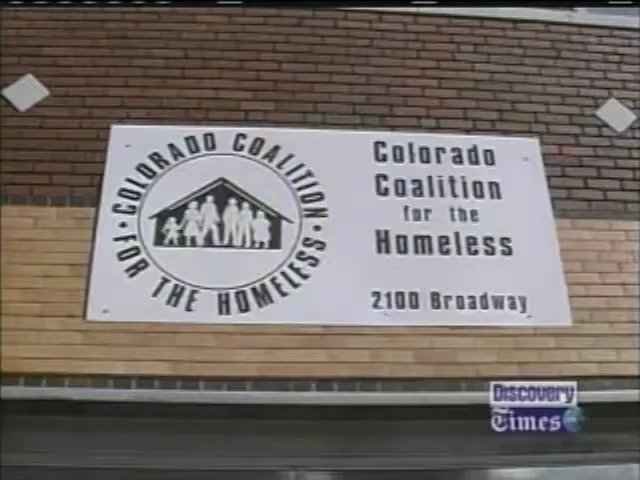 COLORADO COALITION
• FOR THE HOMELESS •
Colorado
Coalition
for the
Homeless
2100 Broadway
Discovery
Times